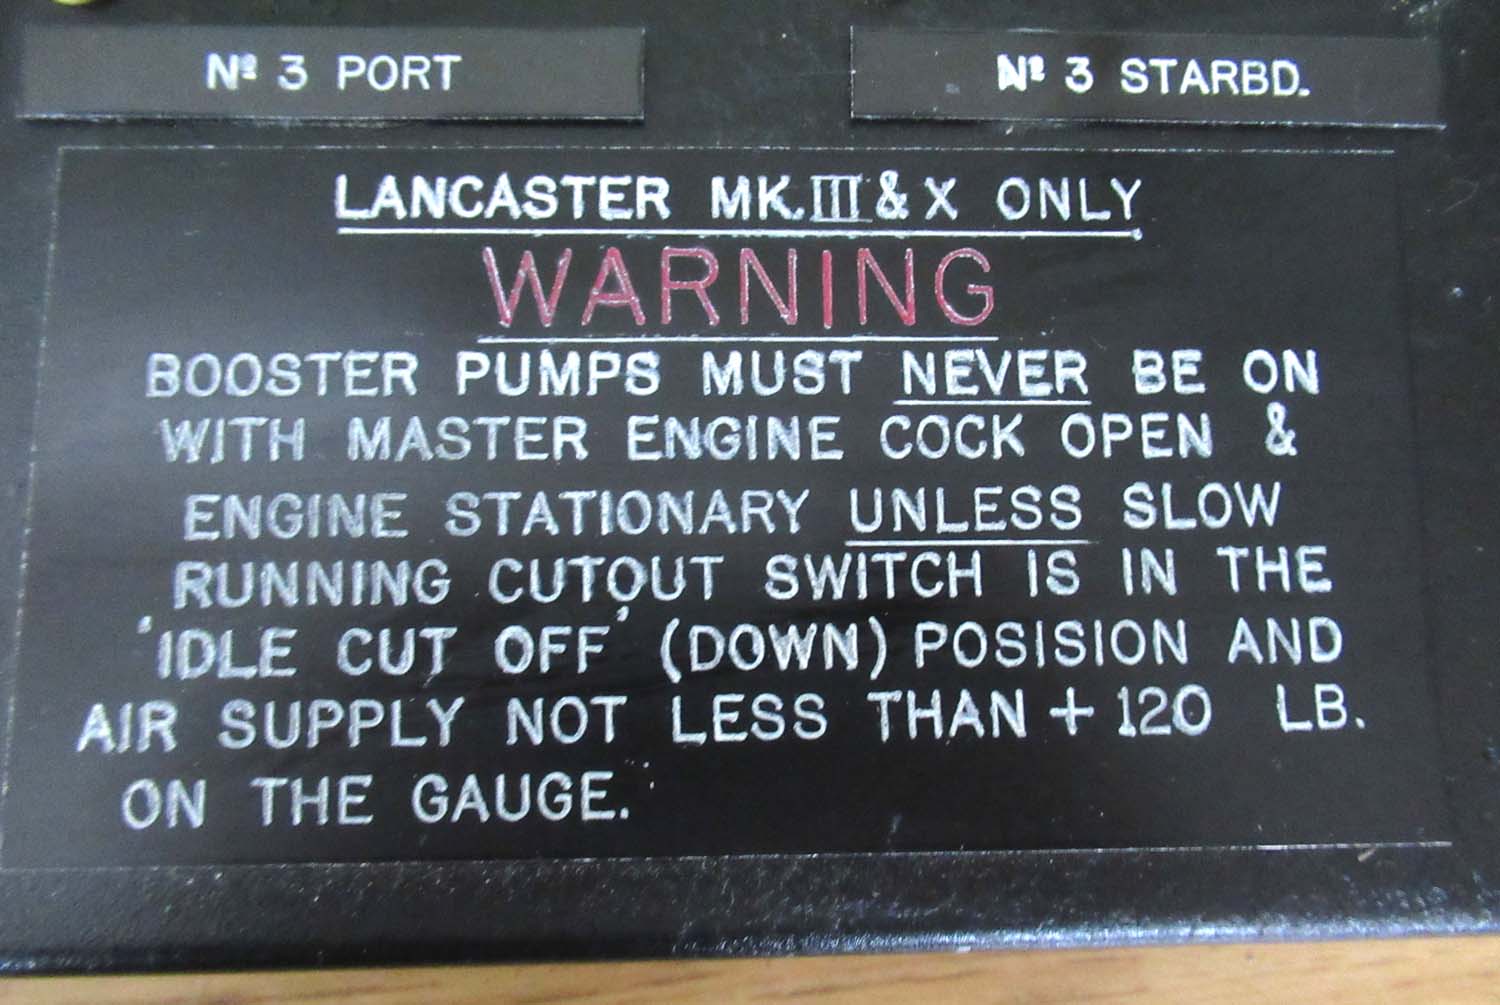 Nº 3 PORT
Nº 3 STARBD.
LANCASTER MK.III & X ONLY
WARNING
BOOSTER PUMPS MUST NEVER BE ON
WITH MASTER ENGINE COCK OPEN &
ENGINE STATIONARY UNLESS SLOW
RUNNING CUTOUT SWITCH IS IN THE
'IDLE CUT OFF' (DOWN) POSISION AND
AIR SUPPLY NOT LESS THAN + 120 LB.
ON THE GAUGE.